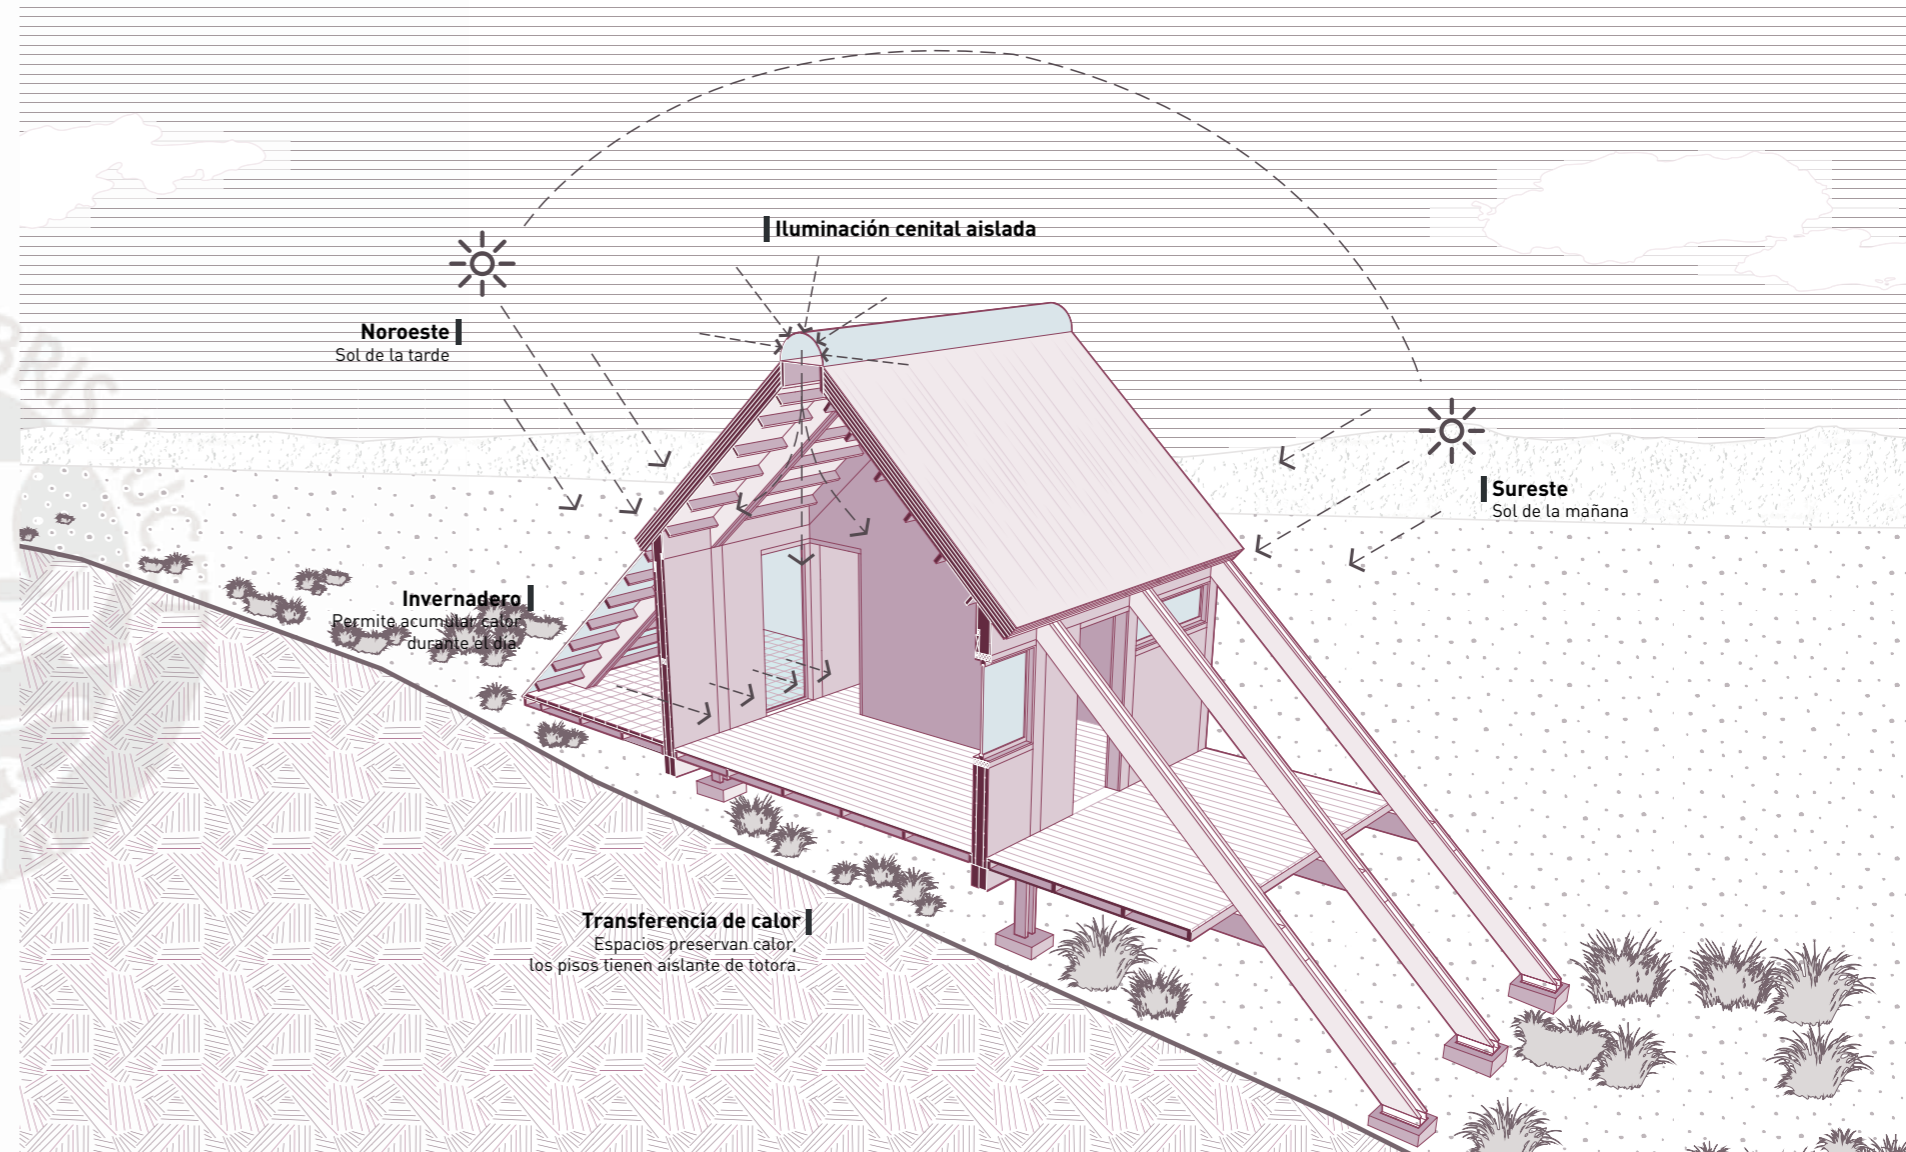 Iluminación cenital aislada
Noroeste
Sol de la tarde
Sureste
Sol de la mañana
Invernadero
Permite acumular calor
durante el día.
Transferencia de calor
Espacios preservan calor,
los pisos tienen aislante de totora.